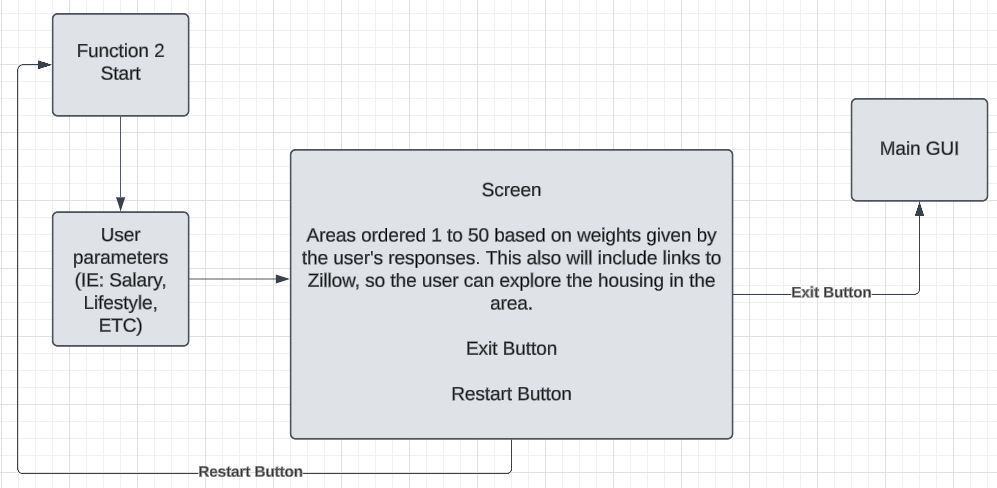 Function 2
Start
Main GUI
User
parameters
(IE: Salary,
Lifestyle,
ETC)
Screen
Areas ordered 1 to 50 based on weights given by
the user's responses. This also will include links to
Zillow, so the user can explore the housing in the
area.
Exit Button
Restart Button
Exit Button
Restart Button